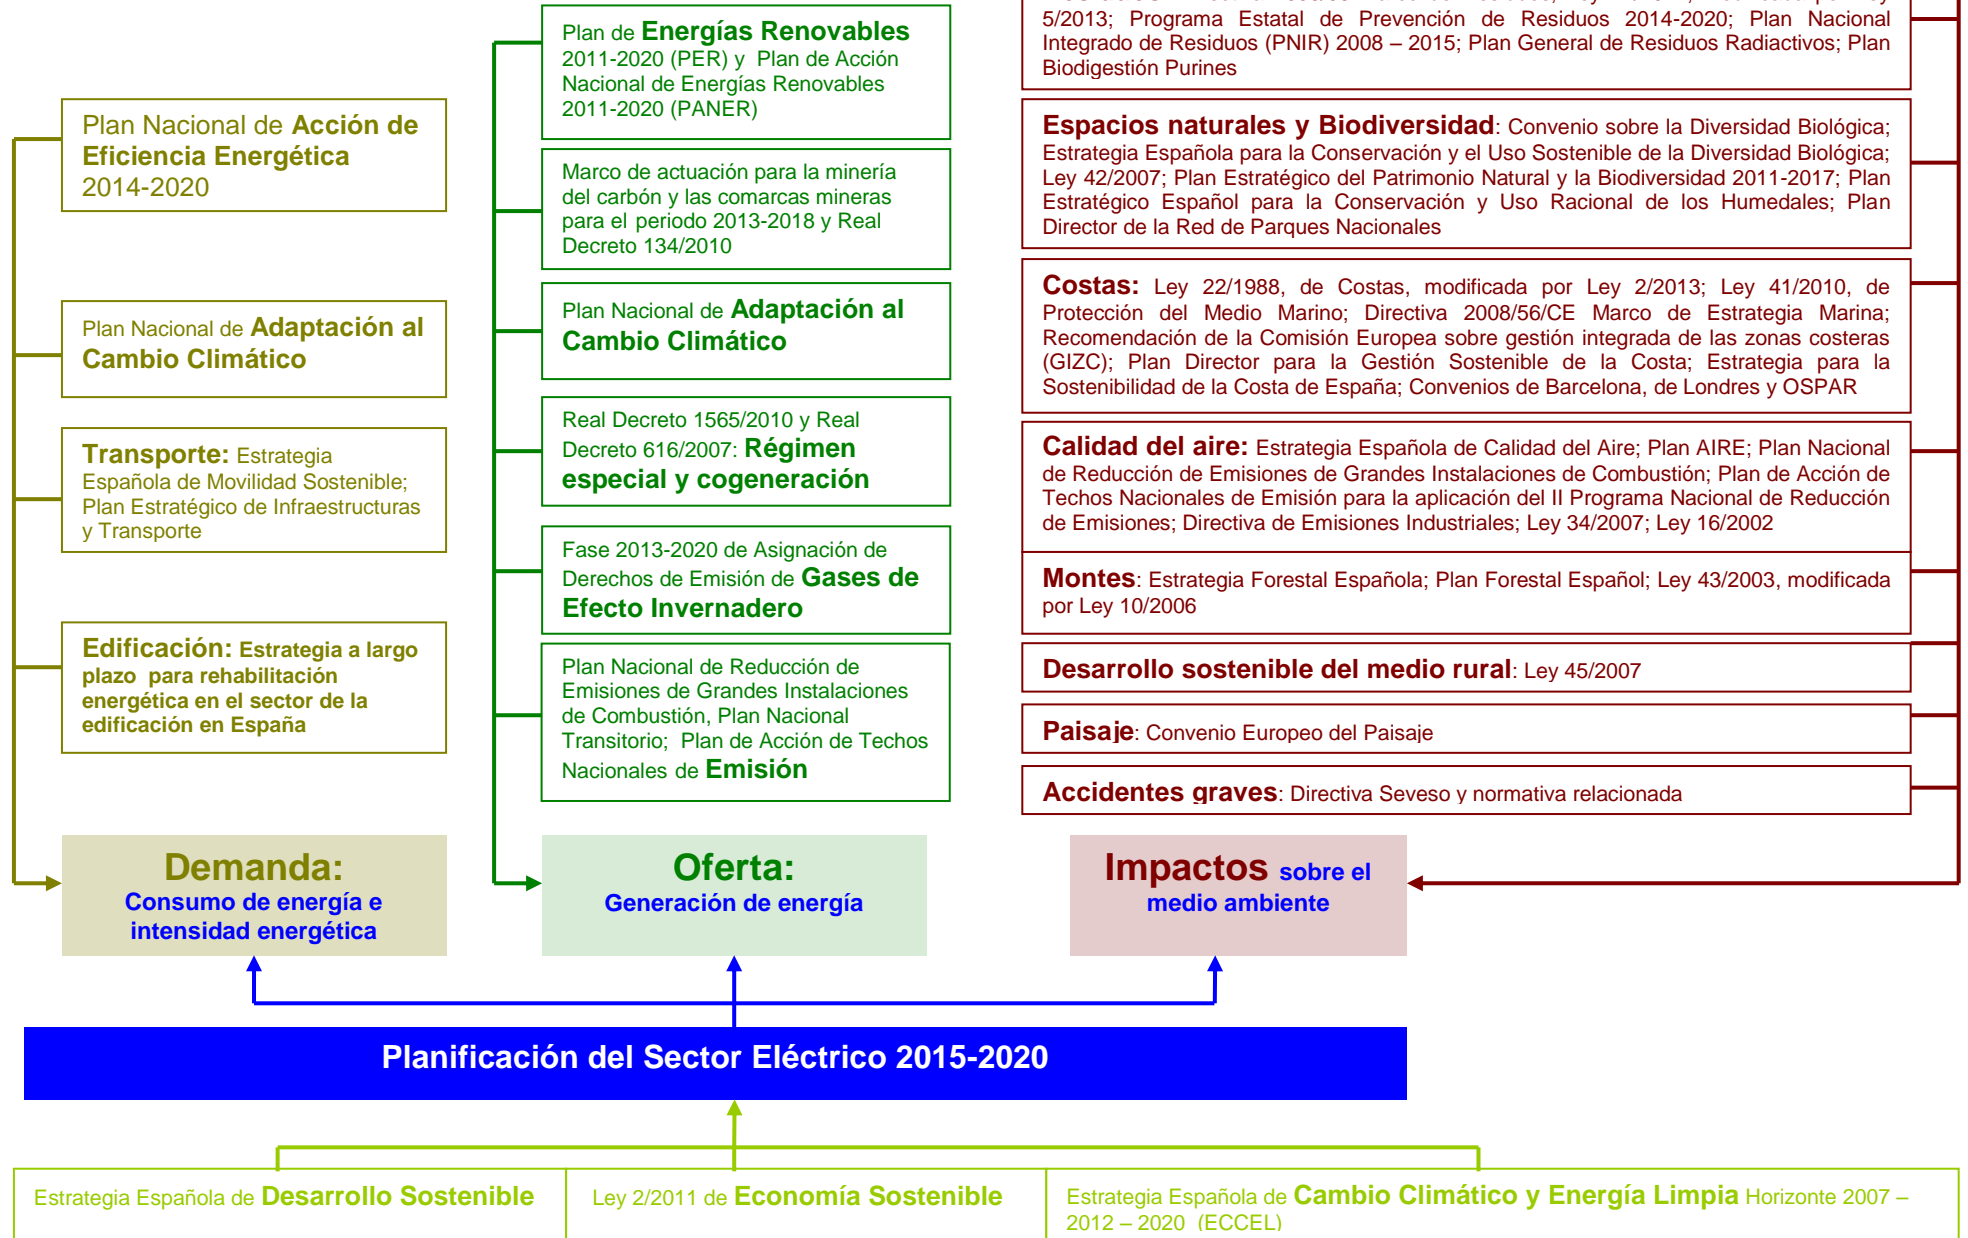 Plan de Energías Renovables
2011-2020 (PER) y Plan de Acción
Nacional de Energías Renovables
2011-2020 (PANER)
Marco de actuación para la minería
del carbón y las comarcas mineras
para el periodo 2013-2018 y Real
Decreto 134/2010
Plan Nacional de Adaptación al
Cambio Climático
Real Decreto 1565/2010 y Real
Decreto 616/2007: Régimen
especial y cogeneración
Fase 2013-2020 de Asignación de
Derechos de Emisión de Gases de
Efecto Invernadero
Plan Nacional de Reducción de
Emisiones de Grandes Instalaciones
de Combustión, Plan Nacional
Transitorio; Plan de Acción de Techos
Nacionales de Emisión
Plan Nacional de Acción de
Eficiencia Energética
2014-2020
Plan Nacional de Adaptación al
Cambio Climático
Transporte: Estrategia
Española de Movilidad Sostenible;
Plan Estratégico de Infraestructuras
y Transporte
Edificación: Estrategia a largo
plazo para rehabilitación
energética en el sector de la
edificación en España
5/2013; Programa Estatal de Prevención de Residuos 2014-2020; Plan Nacional
Integrado de Residuos (PNIR) 2008 – 2015; Plan General de Residuos Radiactivos; Plan
Biodigestión Purines
Espacios naturales y Biodiversidad: Convenio sobre la Diversidad Biológica;
Estrategia Española para la Conservación y el Uso Sostenible de la Diversidad Biológica;
Ley 42/2007; Plan Estratégico del Patrimonio Natural y la Biodiversidad 2011-2017; Plan
Estratégico Español para la Conservación y Uso Racional de los Humedales; Plan
Director de la Red de Parques Nacionales
Costas: Ley 22/1988, de Costas, modificada por Ley 2/2013; Ley 41/2010, de
Protección del Medio Marino; Directiva 2008/56/CE Marco de Estrategia Marina;
Recomendación de la Comisión Europea sobre gestión integrada de las zonas costeras
(GIZC); Plan Director para la Gestión Sostenible de la Costa; Estrategia para la
Sostenibilidad de la Costa de España; Convenios de Barcelona, de Londres y OSPAR
Calidad del aire: Estrategia Española de Calidad del Aire; Plan AIRE; Plan Nacional
de Reducción de Emisiones de Grandes Instalaciones de Combustión; Plan de Acción de
Techos Nacionales de Emisión para la aplicación del II Programa Nacional de Reducción
de Emisiones; Directiva de Emisiones Industriales; Ley 34/2007; Ley 16/2002
Montes: Estrategia Forestal Española; Plan Forestal Español; Ley 43/2003, modificada
por Ley 10/2006
Desarrollo sostenible del medio rural: Ley 45/2007
Paisaje: Convenio Europeo del Paisaje
Accidentes graves: Directiva Seveso y normativa relacionada
Demanda:
Consumo de energía e
intensidad energética
Oferta:
Generación de energía
Impactos sobre el
medio ambiente
Planificación del Sector Eléctrico 2015-2020
Estrategia Española de Desarrollo Sostenible
Ley 2/2011 de Economía Sostenible
Estrategia Española de Cambio Climático y Energía Limpia Horizonte 2007 –
2012 – 2020 (ECCEL)